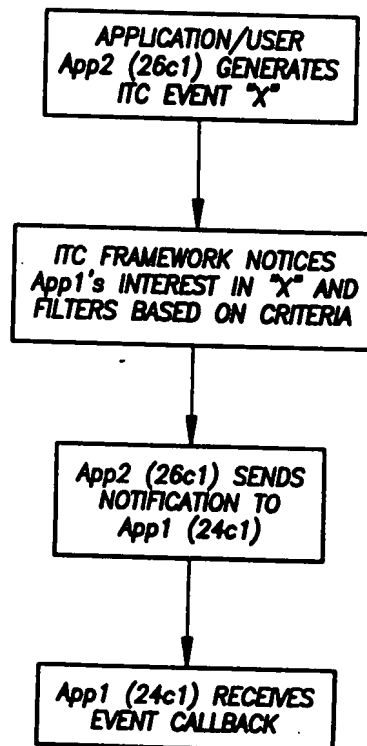 APPLICATION/USER
App2 (26c1) GENERATES
ITC EVENT "X"
ITC FRAMEWORK NOTICES
App1's INTEREST IN "X" AND
FILTERS BASED ON CRITERIA
App2 (26c1) SENDS
NOTIFICATION TO
App1 (24c1)
App1 (24c1) RECEIVES
EVENT CALLBACK